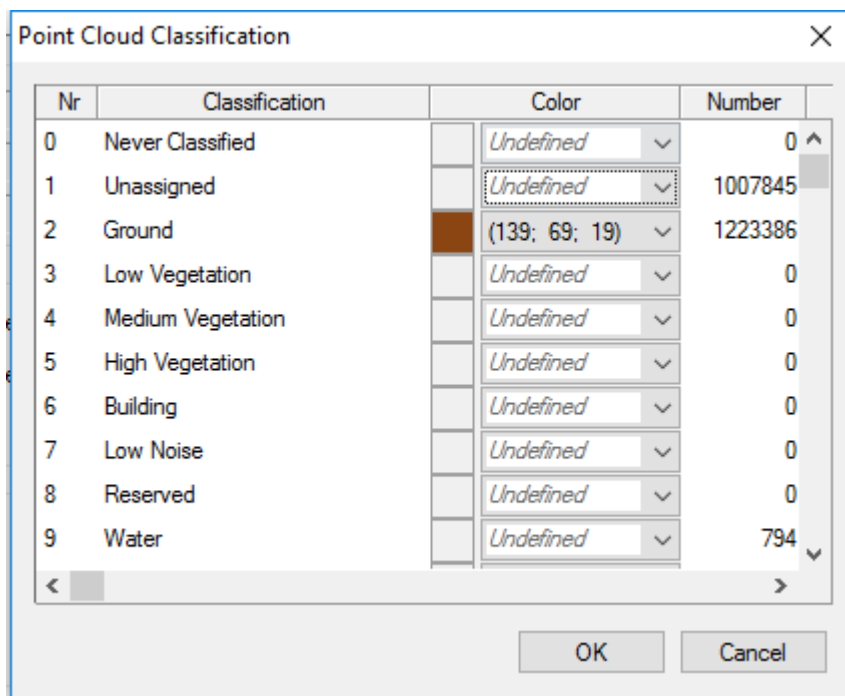 Point Cloud Classification
Nr Classification Color Number
0 Never Classified Undefined 0
1 Unassigned Undefined 1007845
2 Ground (139; 69; 19) 1223386
3 Low Vegetation Undefined 0
4 Medium Vegetation Undefined 0
5 High Vegetation Undefined 0
6 Building Undefined 0
7 Low Noise Undefined 0
8 Reserved Undefined 0
9 Water Undefined 794
OK Cancel